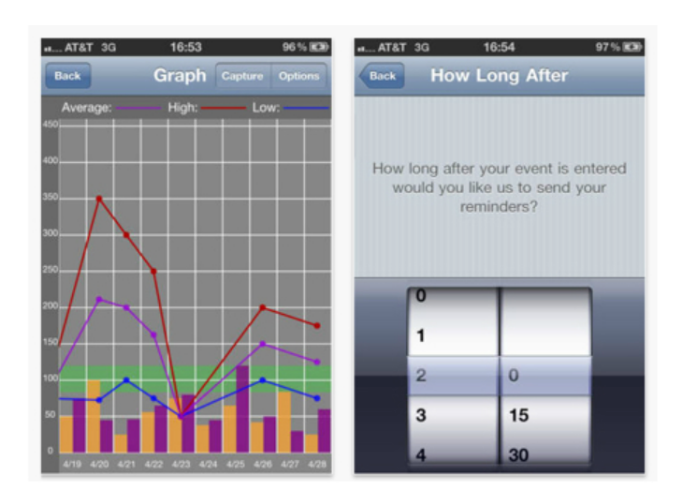 AT&T 3G 16:53 96%
Back Graph Capture Options
Average: High: Low:
450
400
350
300
250
200
150
100
50
0
4/19 4/20 4/21 4/22 4/23 4/24 4/25 4/26 4/27 4/28
AT&T 3G 16:54 97%
Back How Long After
How long after your event is entered
would you like us to send your
reminders?
0
1
2 0
3 15
4 30